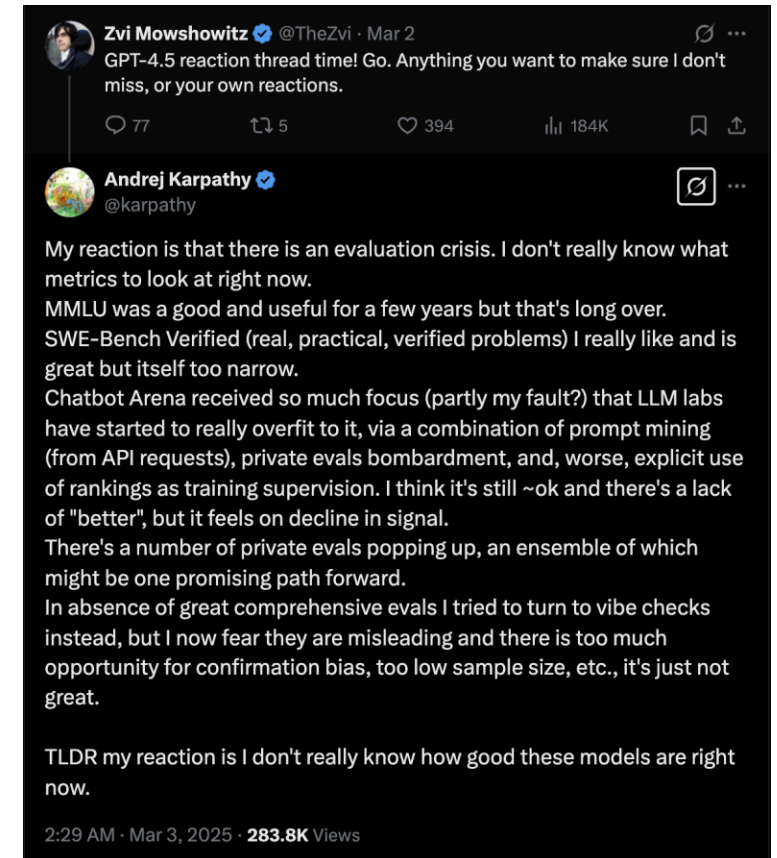 Zvi Mowshowitz @TheZvi · Mar 2
GPT-4.5 reaction thread time! Go. Anything you want to make sure I don't
miss, or your own reactions.
77 5 394 184K
Andrej Karpathy
@karpathy
My reaction is that there is an evaluation crisis. I don't really know what
metrics to look at right now.
MMLU was a good and useful for a few years but that's long over.
SWE-Bench Verified (real, practical, verified problems) I really like and is
great but itself too narrow.
Chatbot Arena received so much focus (partly my fault?) that LLM labs
have started to really overfit to it, via a combination of prompt mining
(from API requests), private evals bombardment, and, worse, explicit use
of rankings as training supervision. I think it's still ~ok and there's a lack
of "better", but it feels on decline in signal.
There's a number of private evals popping up, an ensemble of which
might be one promising path forward.
In absence of great comprehensive evals I tried to turn to vibe checks
instead, but I now fear they are misleading and there is too much
opportunity for confirmation bias, too low sample size, etc., it's just not
great.
TLDR my reaction is I don't really know how good these models are right
now.
2:29 AM · Mar 3, 2025 · 283.8K Views